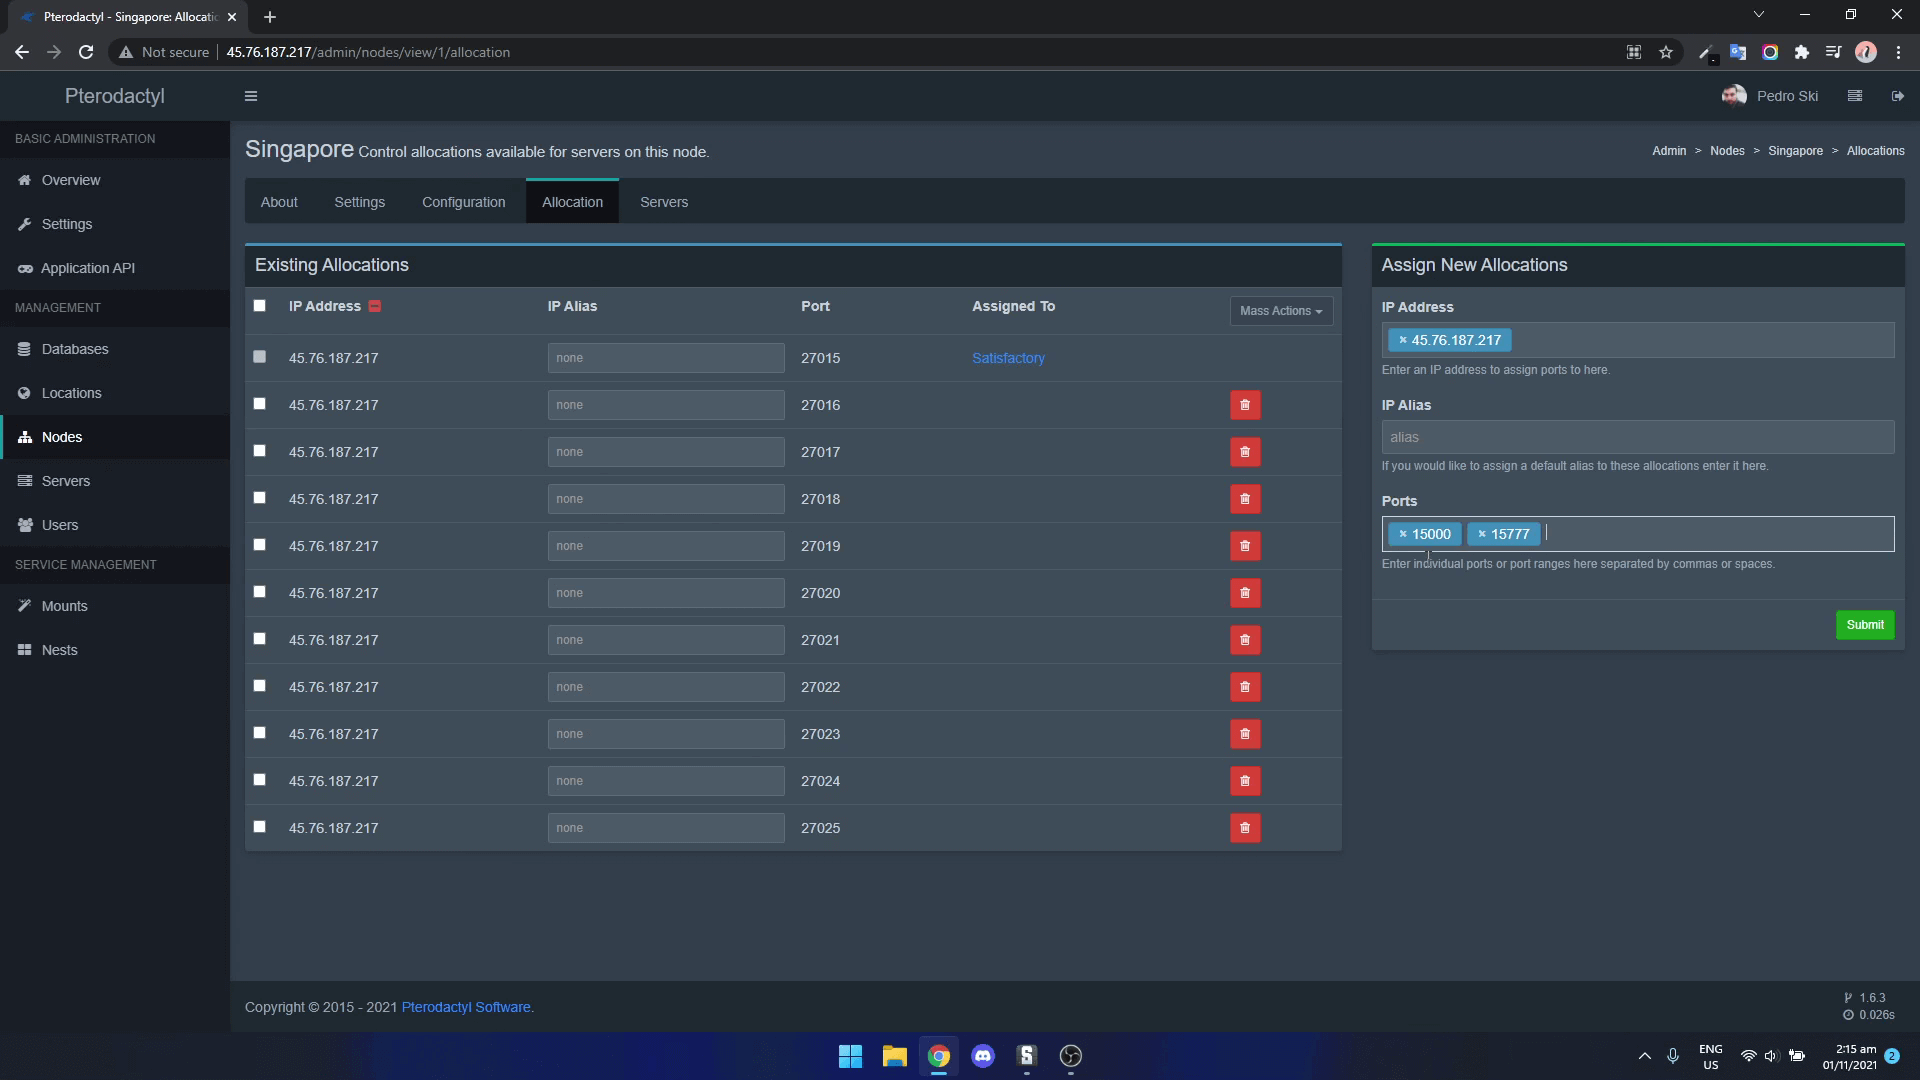 Pterodactyl - Singapore: Allocatic
Not secure
45.76.187.217/admin/nodes/view/1/allocation
Pterodactyl
Pedro Ski
BASIC ADMINISTRATION
Overview
Settings
Application API
MANAGEMENT
Databases
Locations
Nodes
Servers
Users
SERVICE MANAGEMENT
Mounts
Nests
Singapore Control allocations available for servers on this node.
Admin > Nodes > Singapore > Allocations
About Settings Configuration Allocation Servers
Existing Allocations
IP Address IP Alias Port Assigned To Mass Actions
45.76.187.217 none 27015 Satisfactory
45.76.187.217 none 27016
45.76.187.217 none 27017
45.76.187.217 none 27018
45.76.187.217 none 27019
45.76.187.217 none 27020
45.76.187.217 none 27021
45.76.187.217 none 27022
45.76.187.217 none 27023
45.76.187.217 none 27024
45.76.187.217 none 27025
Assign New Allocations
IP Address
× 45.76.187.217
Enter an IP address to assign ports to here.
IP Alias
alias
If you would like to assign a default alias to these allocations enter it here.
Ports
× 15000 × 15777
Enter individual ports or port ranges here separated by commas or spaces.
Submit
Copyright © 2015 - 2021 Pterodactyl Software.
1.6.3
0.026s
ENG
US
2:15 am
01/11/2021
2